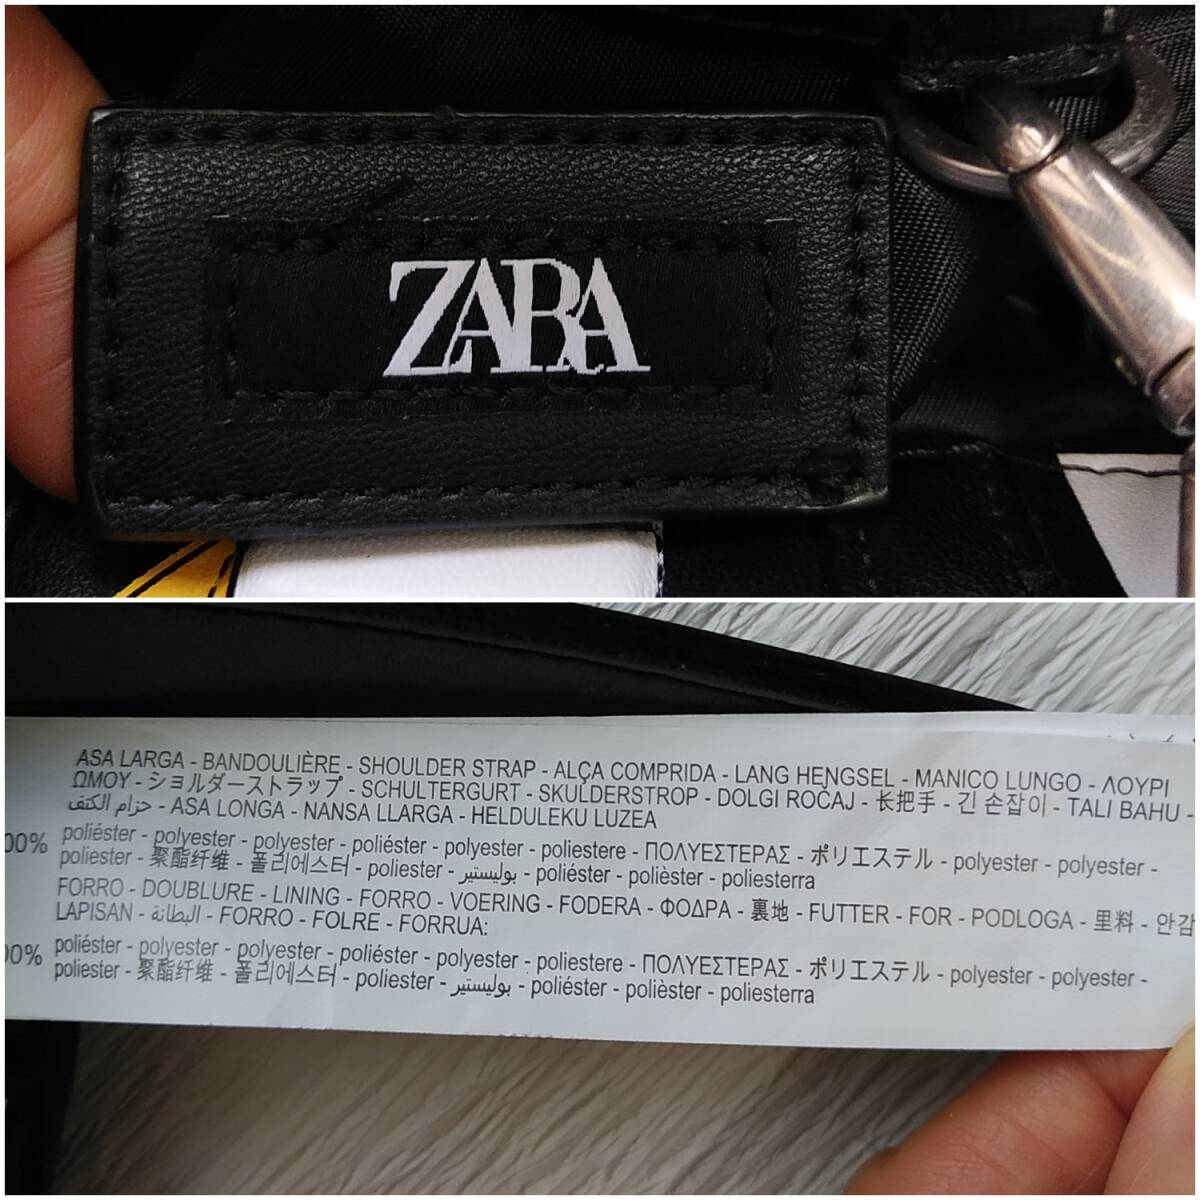 ZARA
ASA LARGA - BANDOULIÈRE - SHOULDER STRAP - ALÇA COMPRIDA - LANG HENGSEL - MANICO LUNGO - ΛΟΥΡΙ
ΩΜΟΥ - ショルダーストラップ - SCHULTERGURT - SKULDERSTROP - DOLGI ROČAJ - 长把手 - 긴 손잡이 - TALI BAHU -
حزام الكتف - ASA LONGA - NANSA LLARGA - HELDULEKU LUZEA
00% poliéster - polyester - polyester - poliéster - polyester - poliestere - ΠΟΛΥΕΣΤΕΡΑΣ - ポリエステル - polyester - polyester -
poliester - 聚酯纤维 - 폴리에스터 - poliester - بوليستير - poliéster - polièster - poliesterra
FORRO - DOUBLURE - LINING - FORRO - VOERING - FODERA - ΦΟΔΡΑ - 裏地 - FUTTER - FOR - PODLOGA - 里料 - 안감
LAPISAN - البطانة - FORRO - FOLRE - FORRUA:
00% poliéster - polyester - polyester - poliéster - polyester - poliestere - ΠΟΛΥΕΣΤΕΡΑΣ - ポリエステル - polyester - polyester -
poliester - 聚酯纤维 - 폴리에스터 - poliester - بوليستير - poliéster - polièster - poliesterra